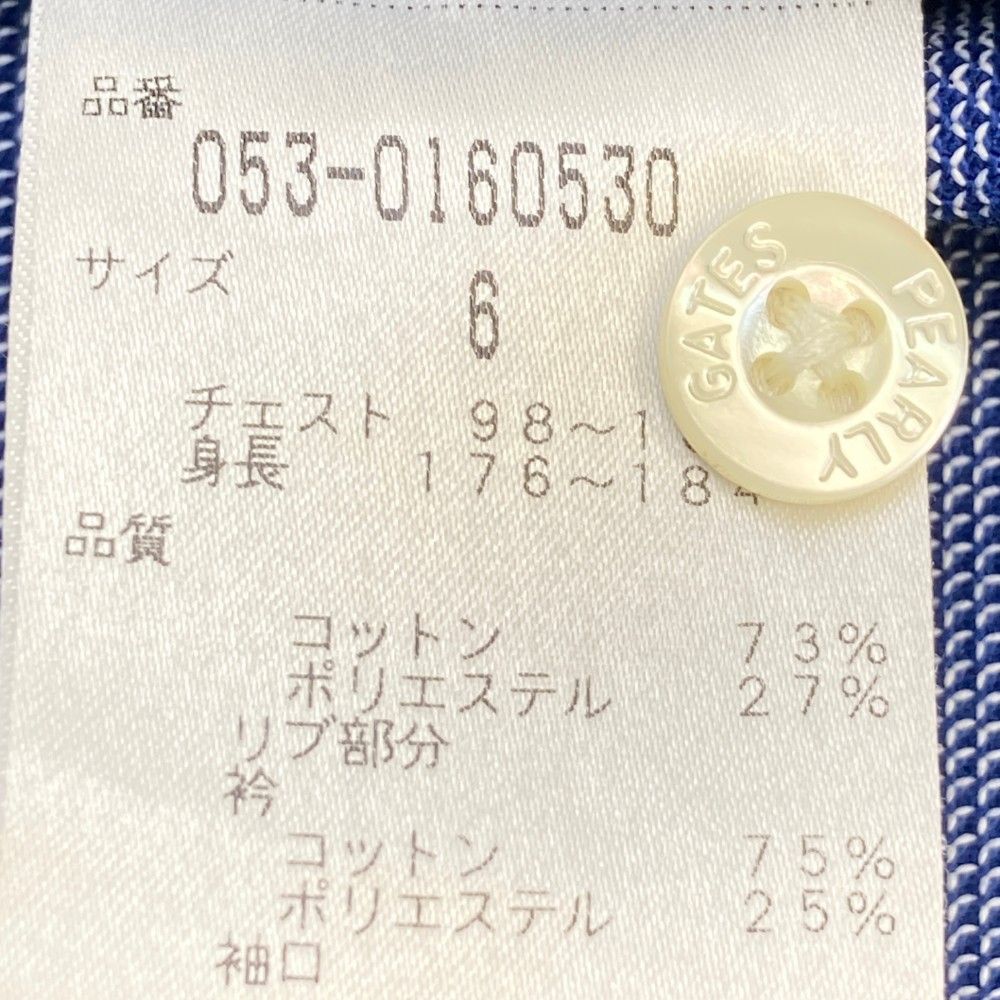 品番
053-0160530
サイズ
6
チェスト 98～1
身長 176～184
PEARLY GATES
品質
コットン 73%
ポリエステル 27%
リブ部分
衿
コットン 75%
ポリエステル 25%
袖口